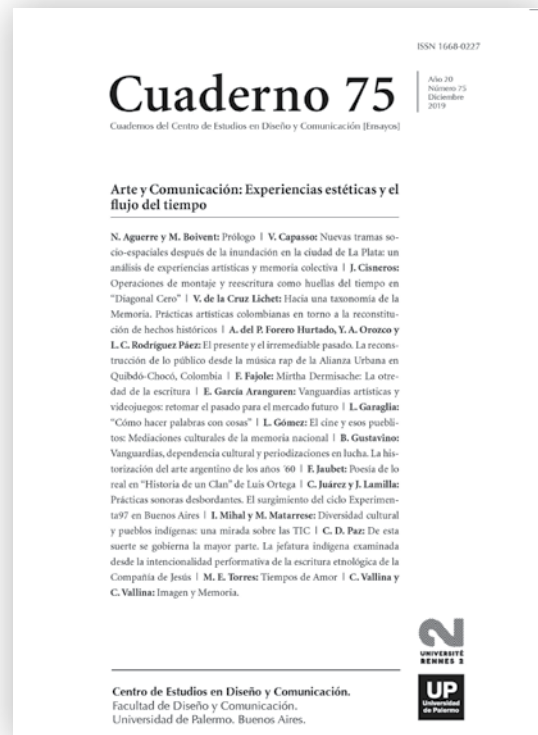 ISSN 1668-0227
Cuaderno 75
Año 20
Número 75
Diciembre
2019
Cuadernos del Centro de Estudios en Diseño y Comunicación [Ensayos]
Arte y Comunicación: Experiencias estéticas y el
flujo del tiempo
N. Aguerre y M. Boivent: Prólogo | V. Capasso: Nuevas tramas so-
cio-espaciales después de la inundación en la ciudad de La Plata: un
análisis de experiencias artísticas y memoria colectiva | J. Cisneros:
Operaciones de montaje y reescritura como huellas del tiempo en
"Diagonal Cero" | V. de la Cruz Lichet: Hacia una taxonomía de la
Memoria. Prácticas artísticas colombianas en torno a la reconstitu-
ción de hechos históricos | A. del P. Forero Hurtado, Y. A. Orozco y
L. C. Rodríguez Páez: El presente y el irremediable pasado. La recons-
trucción de lo público desde la música rap de la Alianza Urbana en
Quibdó-Chocó, Colombia | F. Fajole: Mirtha Dermisache: La otre-
dad de la escritura | E. García Aranguren: Vanguardias artísticas y
videojuegos: retomar el pasado para el mercado futuro | L. Garaglia:
"Cómo hacer palabras con cosas" | L. Gómez: El cine y esos puebli-
tos: Mediaciones culturales de la memoria nacional | B. Gustavino:
Vanguardias, dependencia cultural y periodizaciones en lucha. La his-
torización del arte argentino de los años ´60 | F. Jaubet: Poesía de lo
real en "Historia de un Clan" de Luis Ortega | C. Juárez y J. Lamilla:
Prácticas sonoras desbordantes. El surgimiento del ciclo Experimen-
ta97 en Buenos Aires | I. Mihal y M. Matarrese: Diversidad cultural
y pueblos indígenas: una mirada sobre las TIC | C. D. Paz: De esta
suerte se gobierna la mayor parte. La jefatura indígena examinada
desde la intencionalidad performativa de la escritura etnológica de la
Compañía de Jesús | M. E. Torres: Tiempos de Amor | C. Vallina y
C. Vallina: Imagen y Memoria.
UNIVERSITÉ
RENNES 2
UP
Universidad
de Palermo
Centro de Estudios en Diseño y Comunicación.
Facultad de Diseño y Comunicación.
Universidad de Palermo. Buenos Aires.